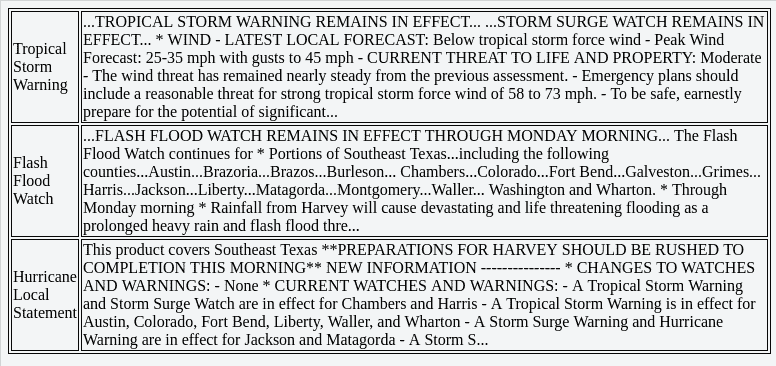 Tropical
Storm
Warning
...TROPICAL STORM WARNING REMAINS IN EFFECT... ...STORM SURGE WATCH REMAINS IN
EFFECT... * WIND - LATEST LOCAL FORECAST: Below tropical storm force wind - Peak Wind
Forecast: 25-35 mph with gusts to 45 mph - CURRENT THREAT TO LIFE AND PROPERTY: Moderate
- The wind threat has remained nearly steady from the previous assessment. - Emergency plans should
include a reasonable threat for strong tropical storm force wind of 58 to 73 mph. - To be safe, earnestly
prepare for the potential of significant...
Flash
Flood
Watch
...FLASH FLOOD WATCH REMAINS IN EFFECT THROUGH MONDAY MORNING... The Flash
Flood Watch continues for * Portions of Southeast Texas...including the following
counties...Austin...Brazoria...Brazos...Burleson... Chambers...Colorado...Fort Bend...Galveston...Grimes...
Harris...Jackson...Liberty...Matagorda...Montgomery...Waller... Washington and Wharton. * Through
Monday morning * Rainfall from Harvey will cause devastating and life threatening flooding as a
prolonged heavy rain and flash flood thre...
Hurricane
Local
Statement
This product covers Southeast Texas **PREPARATIONS FOR HARVEY SHOULD BE RUSHED TO
COMPLETION THIS MORNING** NEW INFORMATION --------------- * CHANGES TO WATCHES
AND WARNINGS: - None * CURRENT WATCHES AND WARNINGS: - A Tropical Storm Warning
and Storm Surge Watch are in effect for Chambers and Harris - A Tropical Storm Warning is in effect for
Austin, Colorado, Fort Bend, Liberty, Waller, and Wharton - A Storm Surge Warning and Hurricane
Warning are in effect for Jackson and Matagorda - A Storm S...